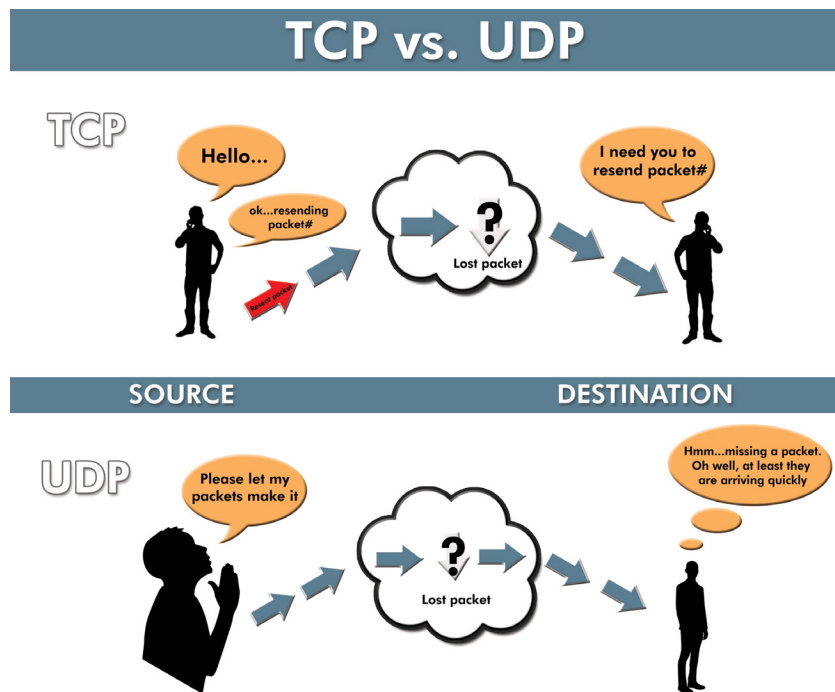 TCP vs. UDP
TCP
Hello...
ok...resending
packet#
Resent packet
?
Lost packet
I need you to
resend packet#
SOURCE
DESTINATION
UDP
Please let my
packets make it
?
Lost packet
Hmm...missing a packet.
Oh well, at least they
are arriving quickly